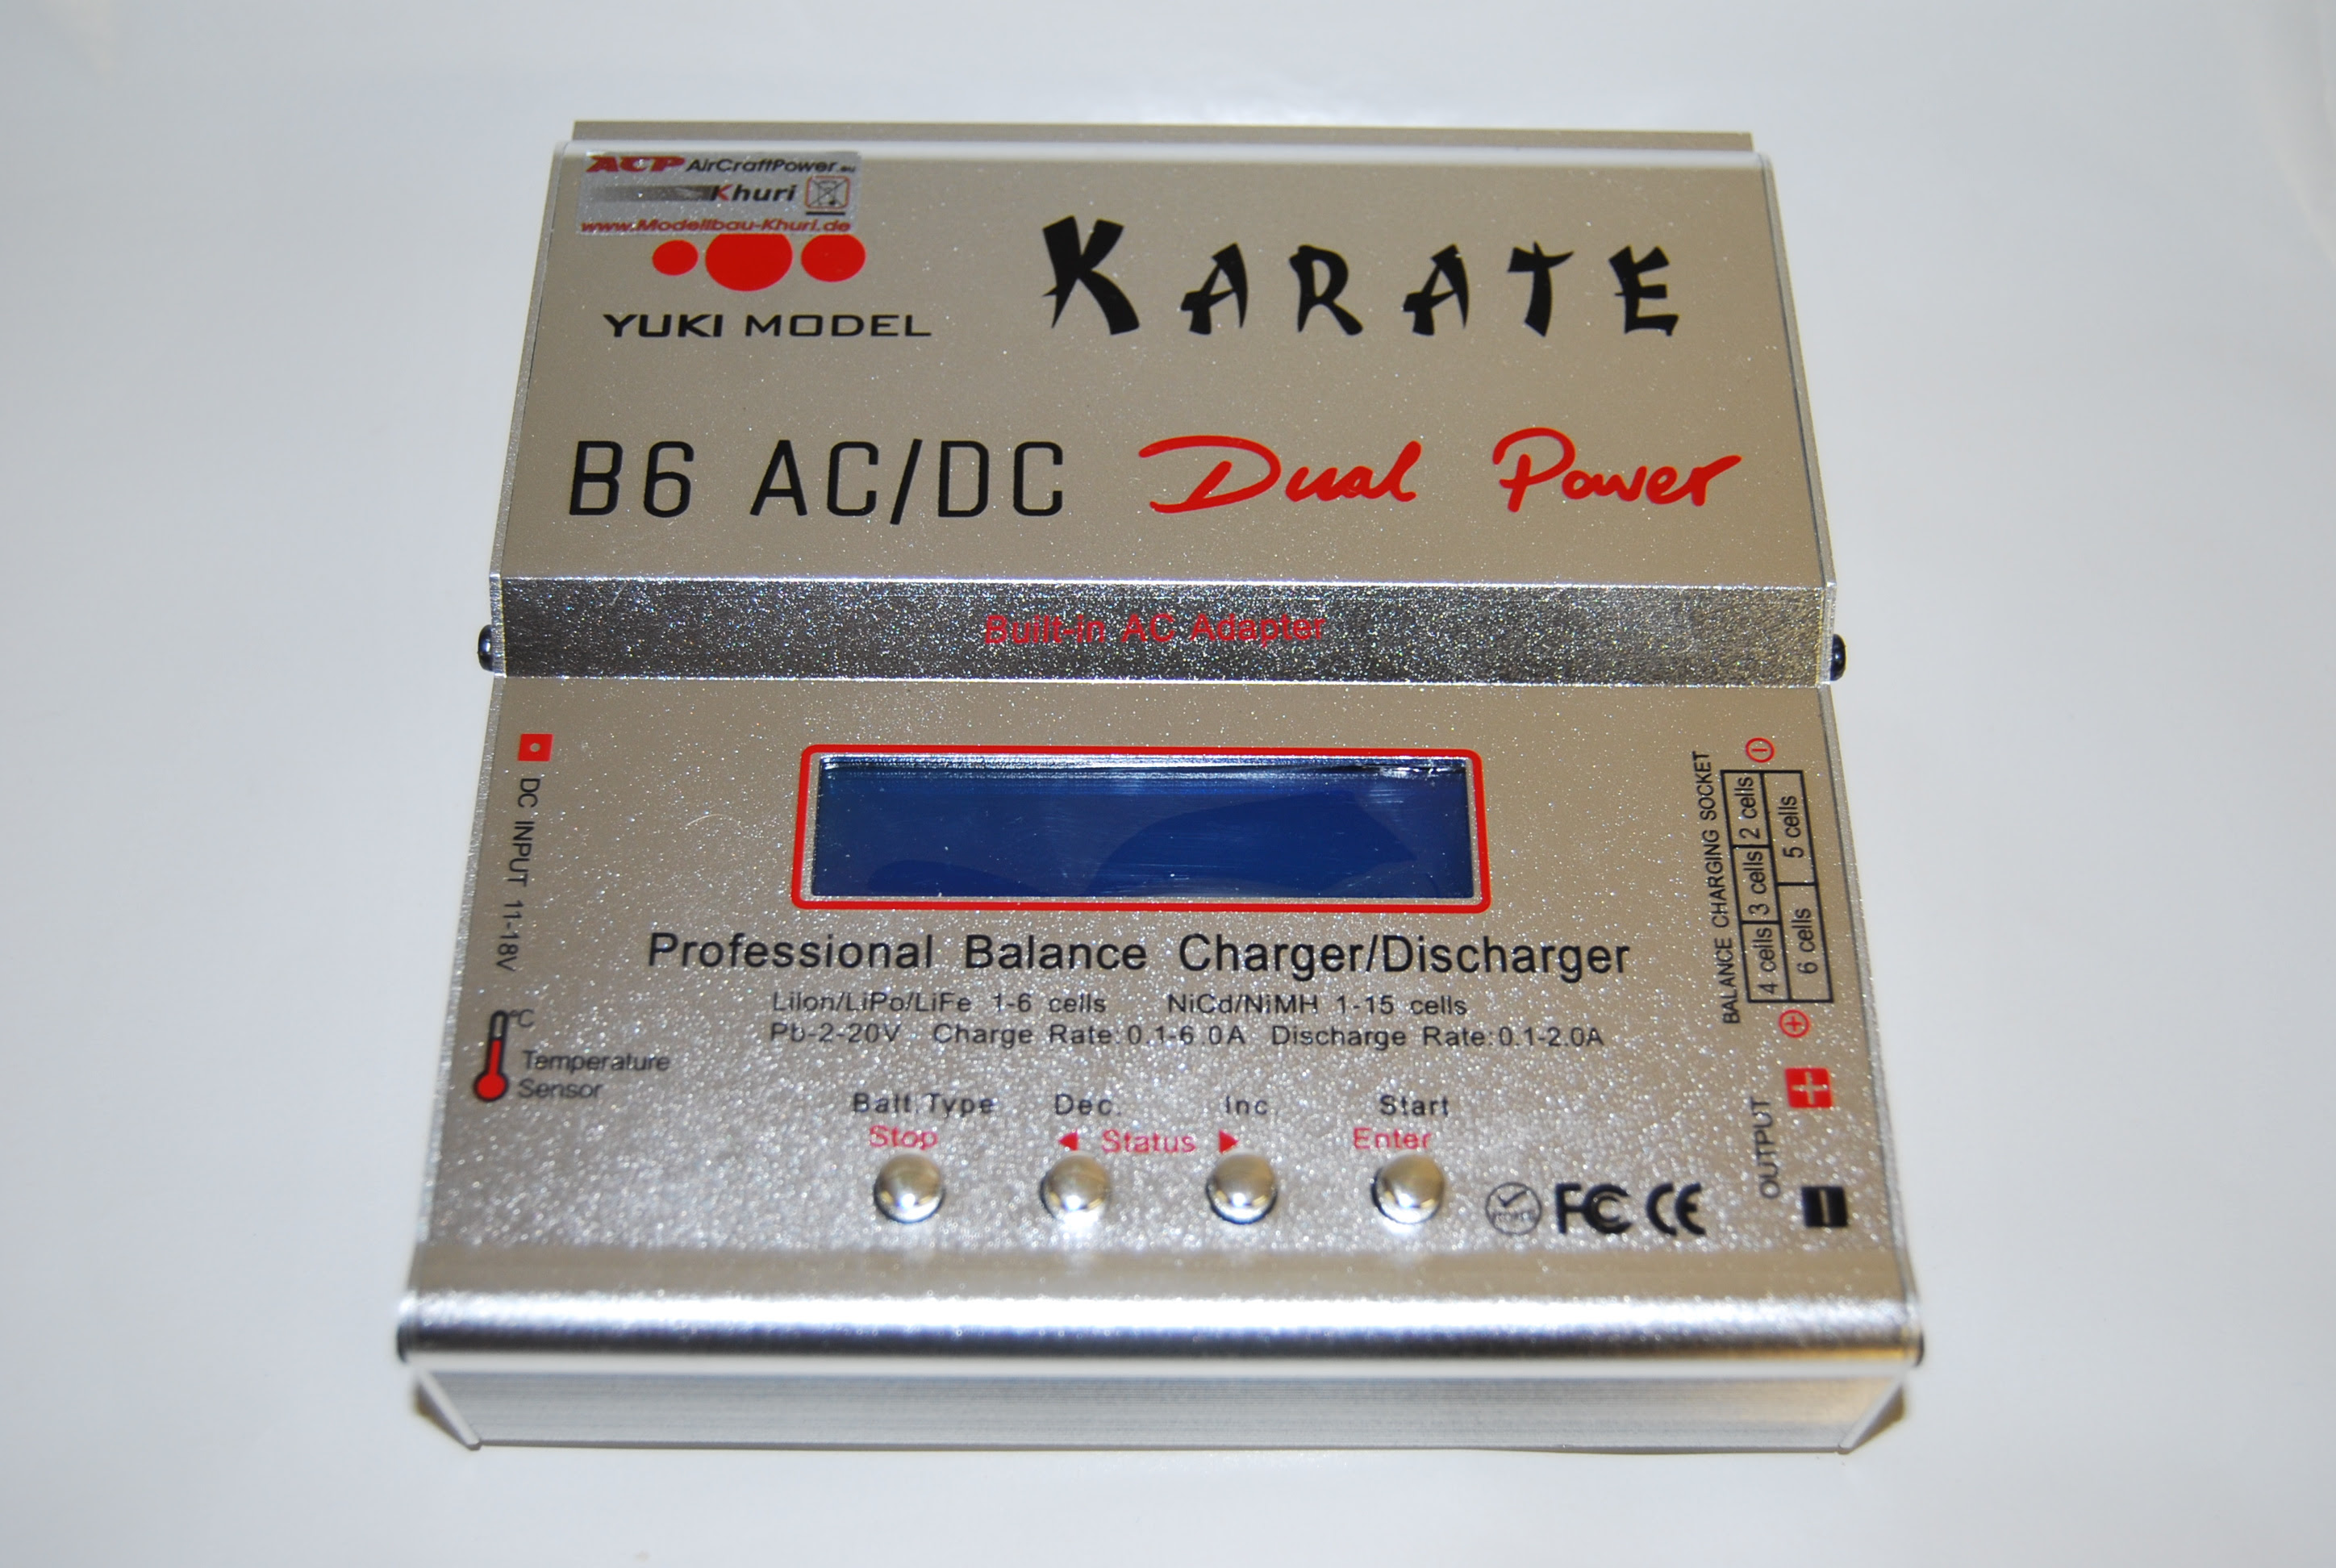 ACP AirCraftPower.eu
Khuri
www.Modellbau-Khuri.de
YUKI MODEL
KARATE
B6 AC/DC Dual Power
Built-in AC Adapter
DC INPUT 11-18V
°C
Temperature
Sensor
Professional Balance Charger/Discharger
LiIon/LiPo/LiFe 1-6 cells NiCd/NiMH 1-15 cells
Pb-2-20V Charge Rate:0.1-6.0A Discharge Rate:0.1-2.0A
Batt.Type Dec. Inc. Start
Stop ◀ Status ▶ Enter
FC CE
BALANCE CHARGING SOCKET
4 cells 3 cells 2 cells
6 cells 5 cells
OUTPUT